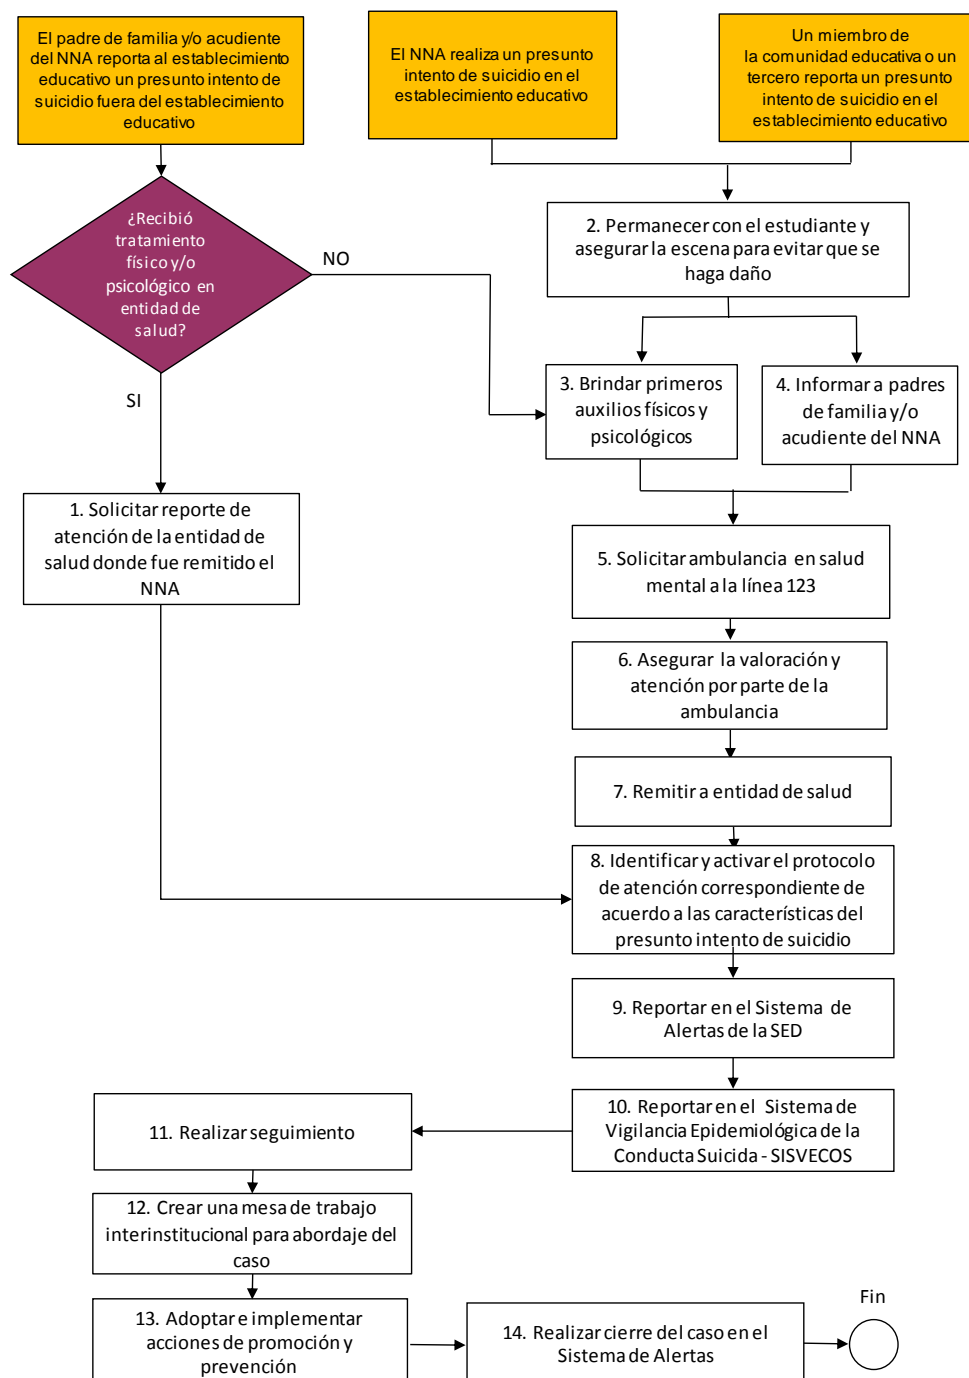 El padre de familia y/o acudiente
del NNA reporta al establecimiento
educativo un presunto intento de
suicidio fuera del establecimiento
educativo
El NNA realiza un presunto
intento de suicidio en el
establecimiento educativo
Un miembro de
la comunidad educativa o un
tercero reporta un presunto
intento de suicidio en el
establecimiento educativo
¿Recibió
tratamiento
físico y/o
psicológico en
entidad de
salud?
NO
SI
2. Permanecer con el estudiante y
asegurar la escena para evitar que se
haga daño
3. Brindar primeros
auxilios físicos y
psicológicos
4. Informar a padres
de familia y/o
acudiente del NNA
1. Solicitar reporte de
atención de la entidad de
salud donde fue remitido el
NNA
5. Solicitar ambulancia en salud
mental a la línea 123
6. Asegurar la valoración y
atención por parte de la
ambulancia
7. Remitir a entidad de salud
8. Identificar y activar el protocolo
de atención correspondiente de
acuerdo a las características del
presunto intento de suicidio
9. Reportar en el Sistema de
Alertas de la SED
10. Reportar en el Sistema de
Vigilancia Epidemiológica de la
Conducta Suicida - SISVECOS
11. Realizar seguimiento
12. Crear una mesa de trabajo
interinstitucional para abordaje del
caso
13. Adoptar e implementar
acciones de promoción y
prevención
14. Realizar cierre del caso en el
Sistema de Alertas
Fin